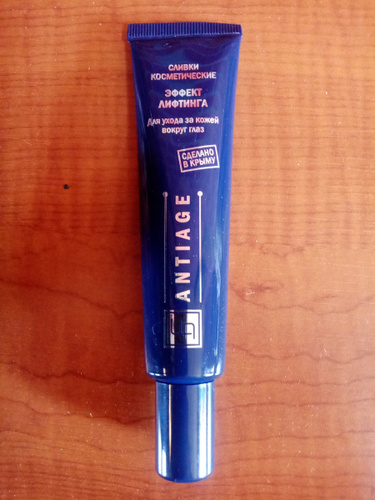 СЛИВКИ
КОСМЕТИЧЕСКИЕ
ЭФФЕКТ
ЛИФТИНГА
Для ухода за кожей
вокруг глаз
СДЕЛАНО
В КРЫМУ
ANTIAGE